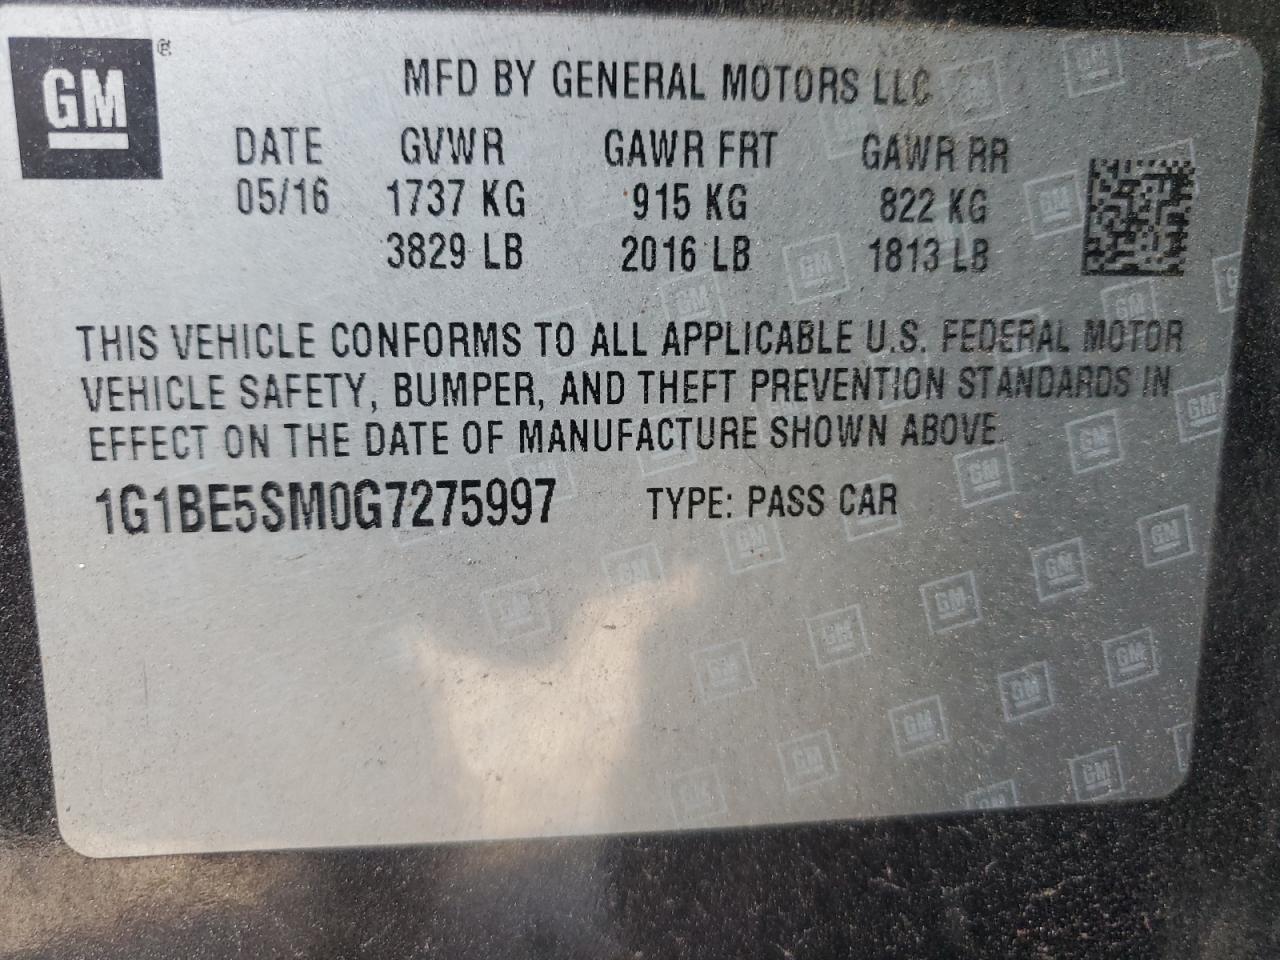 GM®
MFD BY GENERAL MOTORS LLC
DATE GVWR GAWR FRT GAWR RR
05/16 1737 KG 915 KG 822 KG
3829 LB 2016 LB 1813 LB
THIS VEHICLE CONFORMS TO ALL APPLICABLE U.S. FEDERAL MOTOR
VEHICLE SAFETY, BUMPER, AND THEFT PREVENTION STANDARDS IN
EFFECT ON THE DATE OF MANUFACTURE SHOWN ABOVE.
1G1BE5SM0G7275997 TYPE: PASS CAR